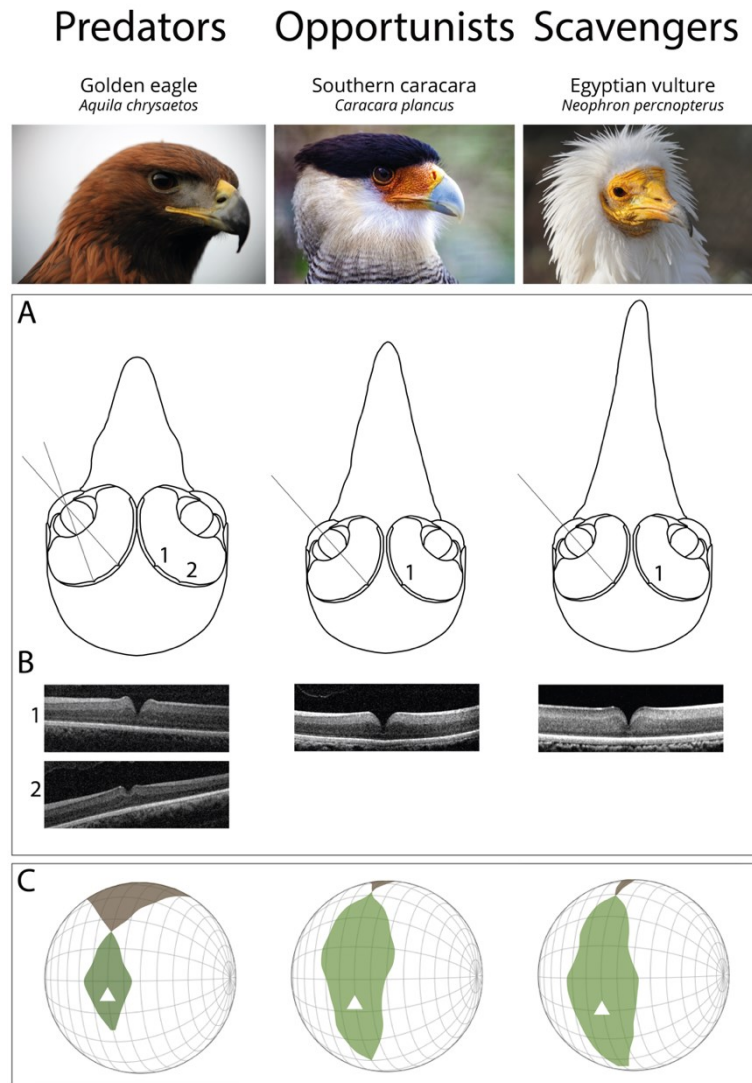 Predators Opportunists Scavengers
Golden eagle Southern caracara Egyptian vulture
Aquila chrysaetos Caracara plancus Neophron percnopterus
A
1 2 1 1
B
1
2
C